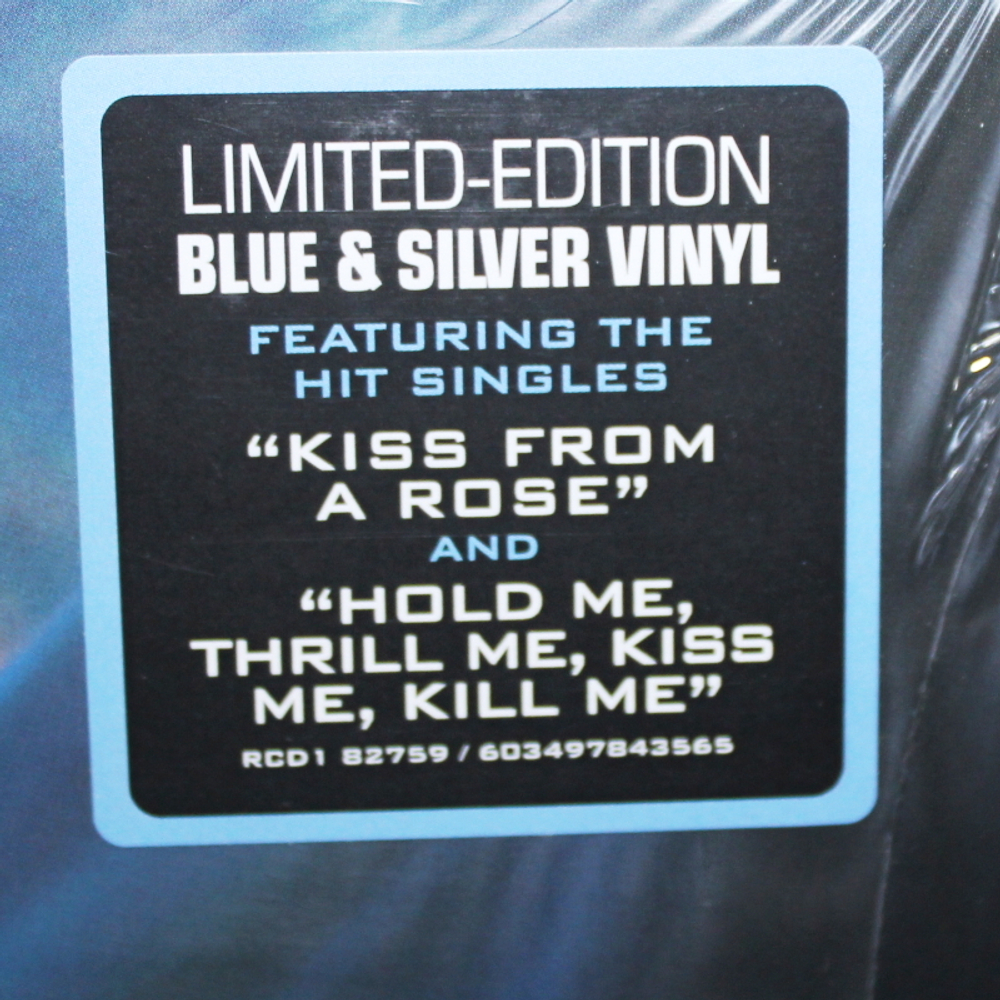 LIMITED-EDITION
BLUE & SILVER VINYL
FEATURING THE
HIT SINGLES
“KISS FROM
A ROSE”
AND
“HOLD ME,
THRILL ME, KISS
ME, KILL ME”
RCD1 82759 / 603497843565